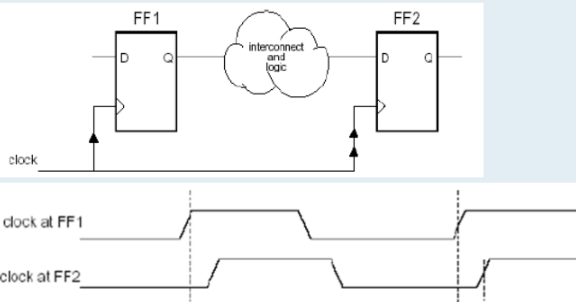 FF1
FF2
D
Q
interconnect
and
logic
D
Q
clock
clock at FF1
clock at FF2